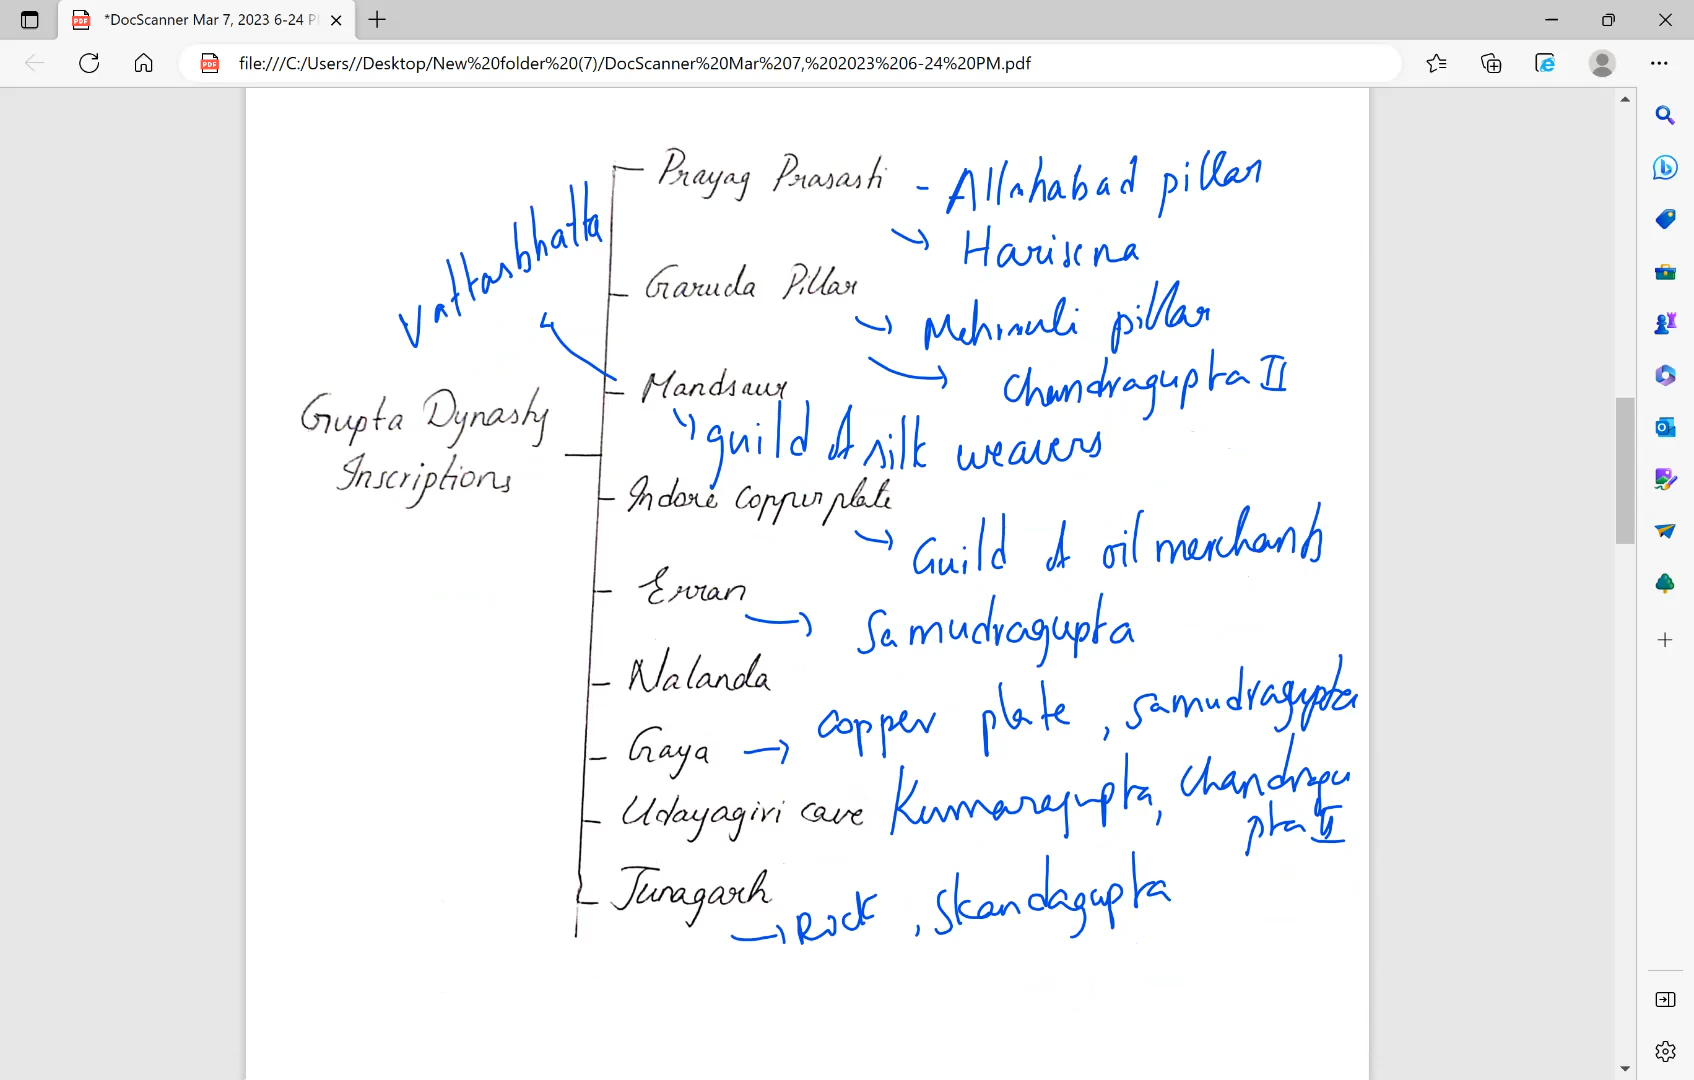 *DocScanner Mar 7, 2023 6-24 P
file:///C:/Users//Desktop/New%20folder%20(7)/DocScanner%20Mar%207,%202023%206-24%20PM.pdf
Prayag Prasasti - Allahabad pillar
Harisena
vattasbhatta
Garuda Pillar
Mehrauli pillar
Chandragupta II
Mandsaur
guild of silk weavers
Gupta Dynasty
Inscriptions
Indore Copper plate
Guild of oil merchants
Erran
Samudragupta
Nalanda
Gaya
copper plate, samudragupta
Udayagiri cave
Kumaragupta, chandragu
pta II
Junagarh
Rock, Skandagupta